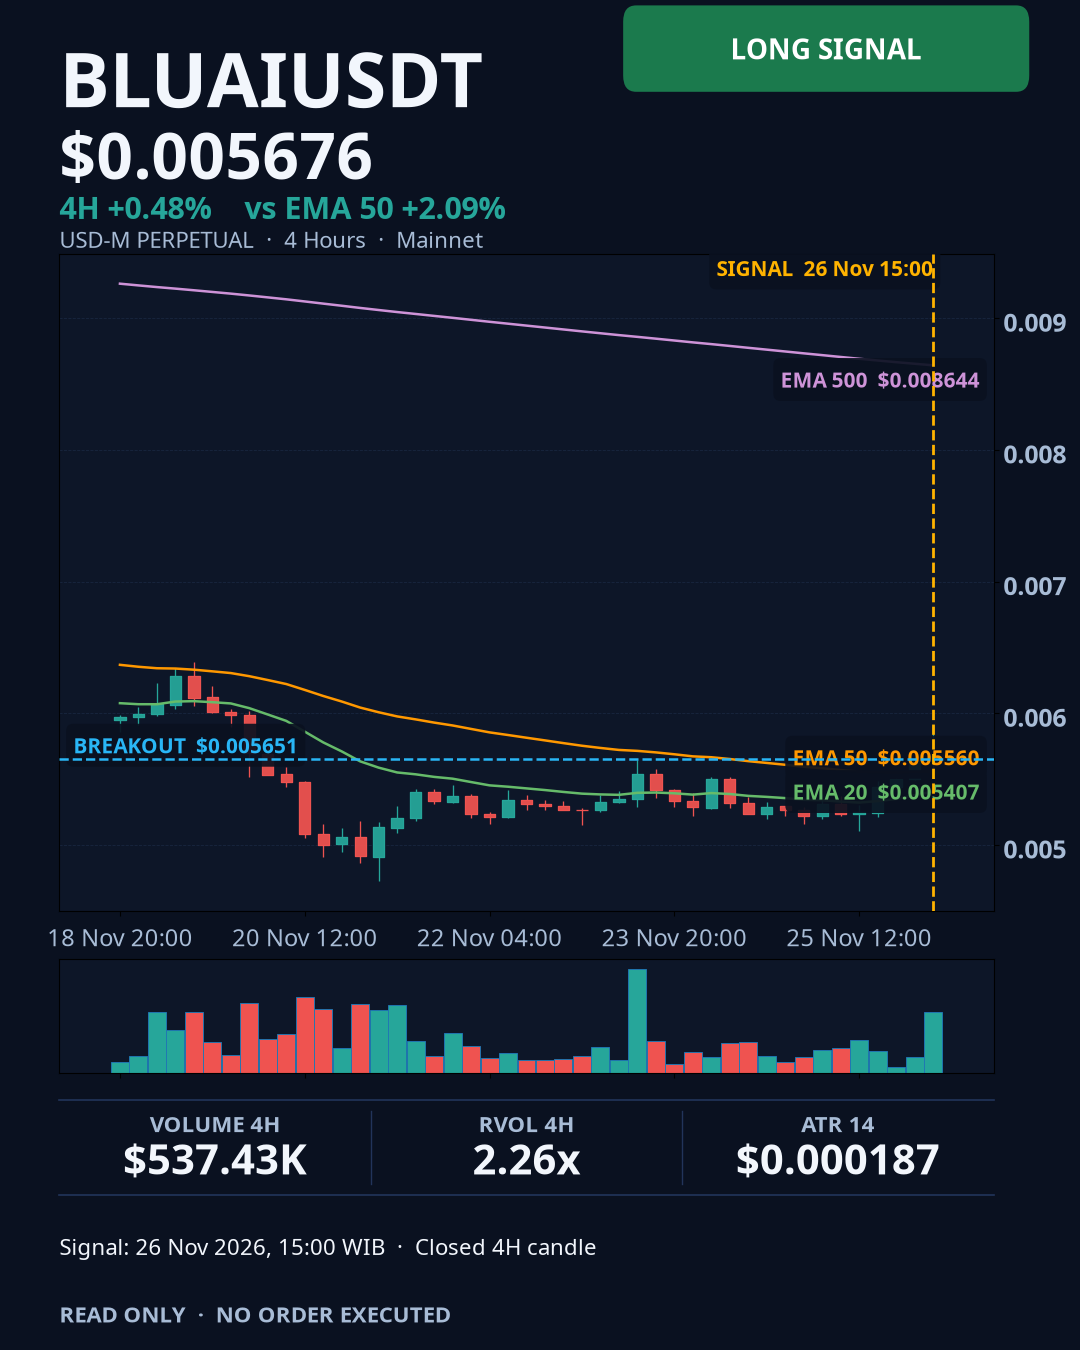 LONG SIGNAL
BLUAIUSDT
$0.005676
4H +0.48%    vs EMA 50 +2.09%
USD-M PERPETUAL  ·  4 Hours  ·  Mainnet
SIGNAL  26 Nov 15:00
0.009
EMA 500  $0.008644
0.008
0.007
0.006
BREAKOUT  $0.005651
EMA 50  $0.005560
EMA 20  $0.005407
0.005
18 Nov 20:00    20 Nov 12:00    22 Nov 04:00    23 Nov 20:00    25 Nov 12:00
VOLUME 4H    RVOL 4H    ATR 14
$537.43K    2.26x    $0.000187
Signal: 26 Nov 2026, 15:00 WIB  ·  Closed 4H candle
READ ONLY  ·  NO ORDER EXECUTED